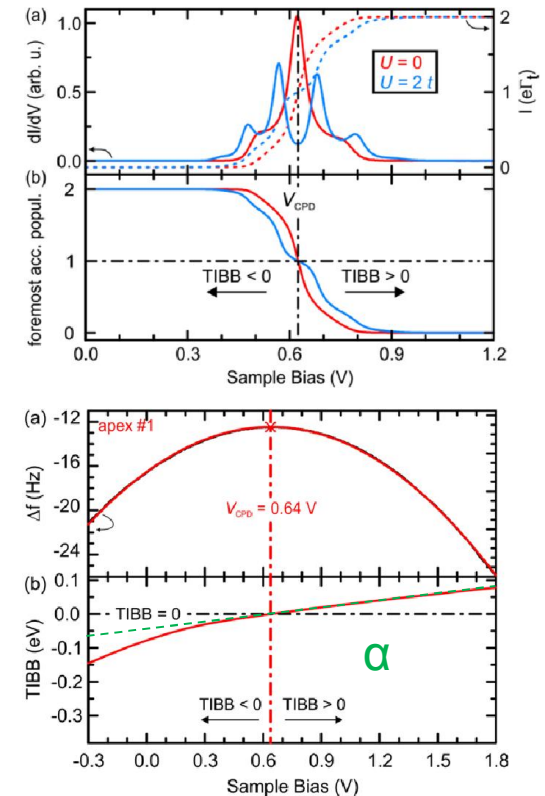 (a)
1.0
0.5
0.0
dI/dV (arb. u.)
U = 0
U = 2 t
2
1
0
I (eΓt)
(b)
2
1
0
foremost acc. popul.
V_CPD
TIBB < 0
TIBB > 0
0.0 0.3 0.6 0.9 1.2
Sample Bias (V)
(a)
apex #1
-12
-16
-20
-24
Δf (Hz)
V_CPD = 0.64 V
(b)
0.1
0.0
-0.1
-0.2
-0.3
TIBB (eV)
TIBB = 0
α
TIBB < 0
TIBB > 0
-0.3 0.0 0.3 0.6 0.9 1.2 1.5 1.8
Sample Bias (V)